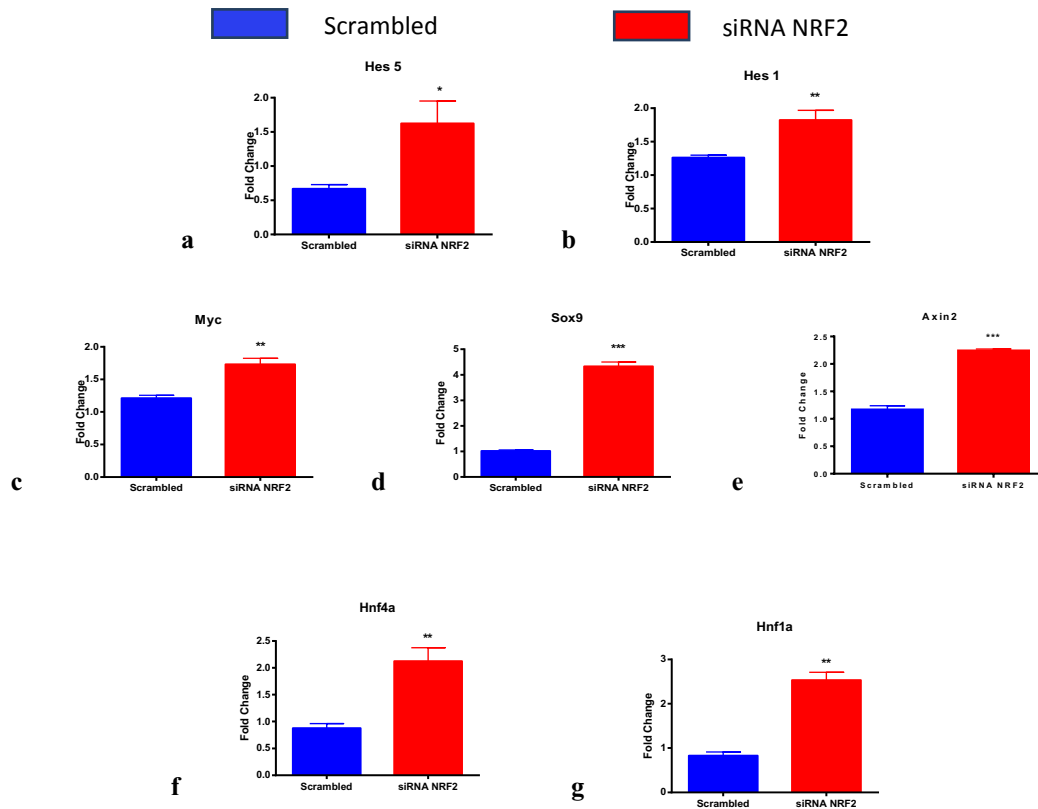 Scrambled siRNA NRF2
Hes 5
*
2.0
1.5
1.0
0.5
0.0
Fold Change
Scrambled siRNA NRF2
a
Hes 1
**
2.0
1.5
1.0
0.5
0.0
Fold Change
Scrambled siRNA NRF2
b
Myc
**
2.0
1.5
1.0
0.5
0.0
Fold Change
Scrambled siRNA NRF2
c
Sox9
***
5
4
3
2
1
0
Fold Change
Scrambled siRNA NRF2
d
Axin2
***
2.5
2.0
1.5
1.0
0.5
0.0
Fold Change
Scrambled siRNA NRF2
e
Hnf4a
**
2.5
2.0
1.5
1.0
0.5
0.0
Fold Change
Scrambled siRNA NRF2
f
Hnf1a
**
3
2
1
0
Fold Change
Scrambled siRNA NRF2
g